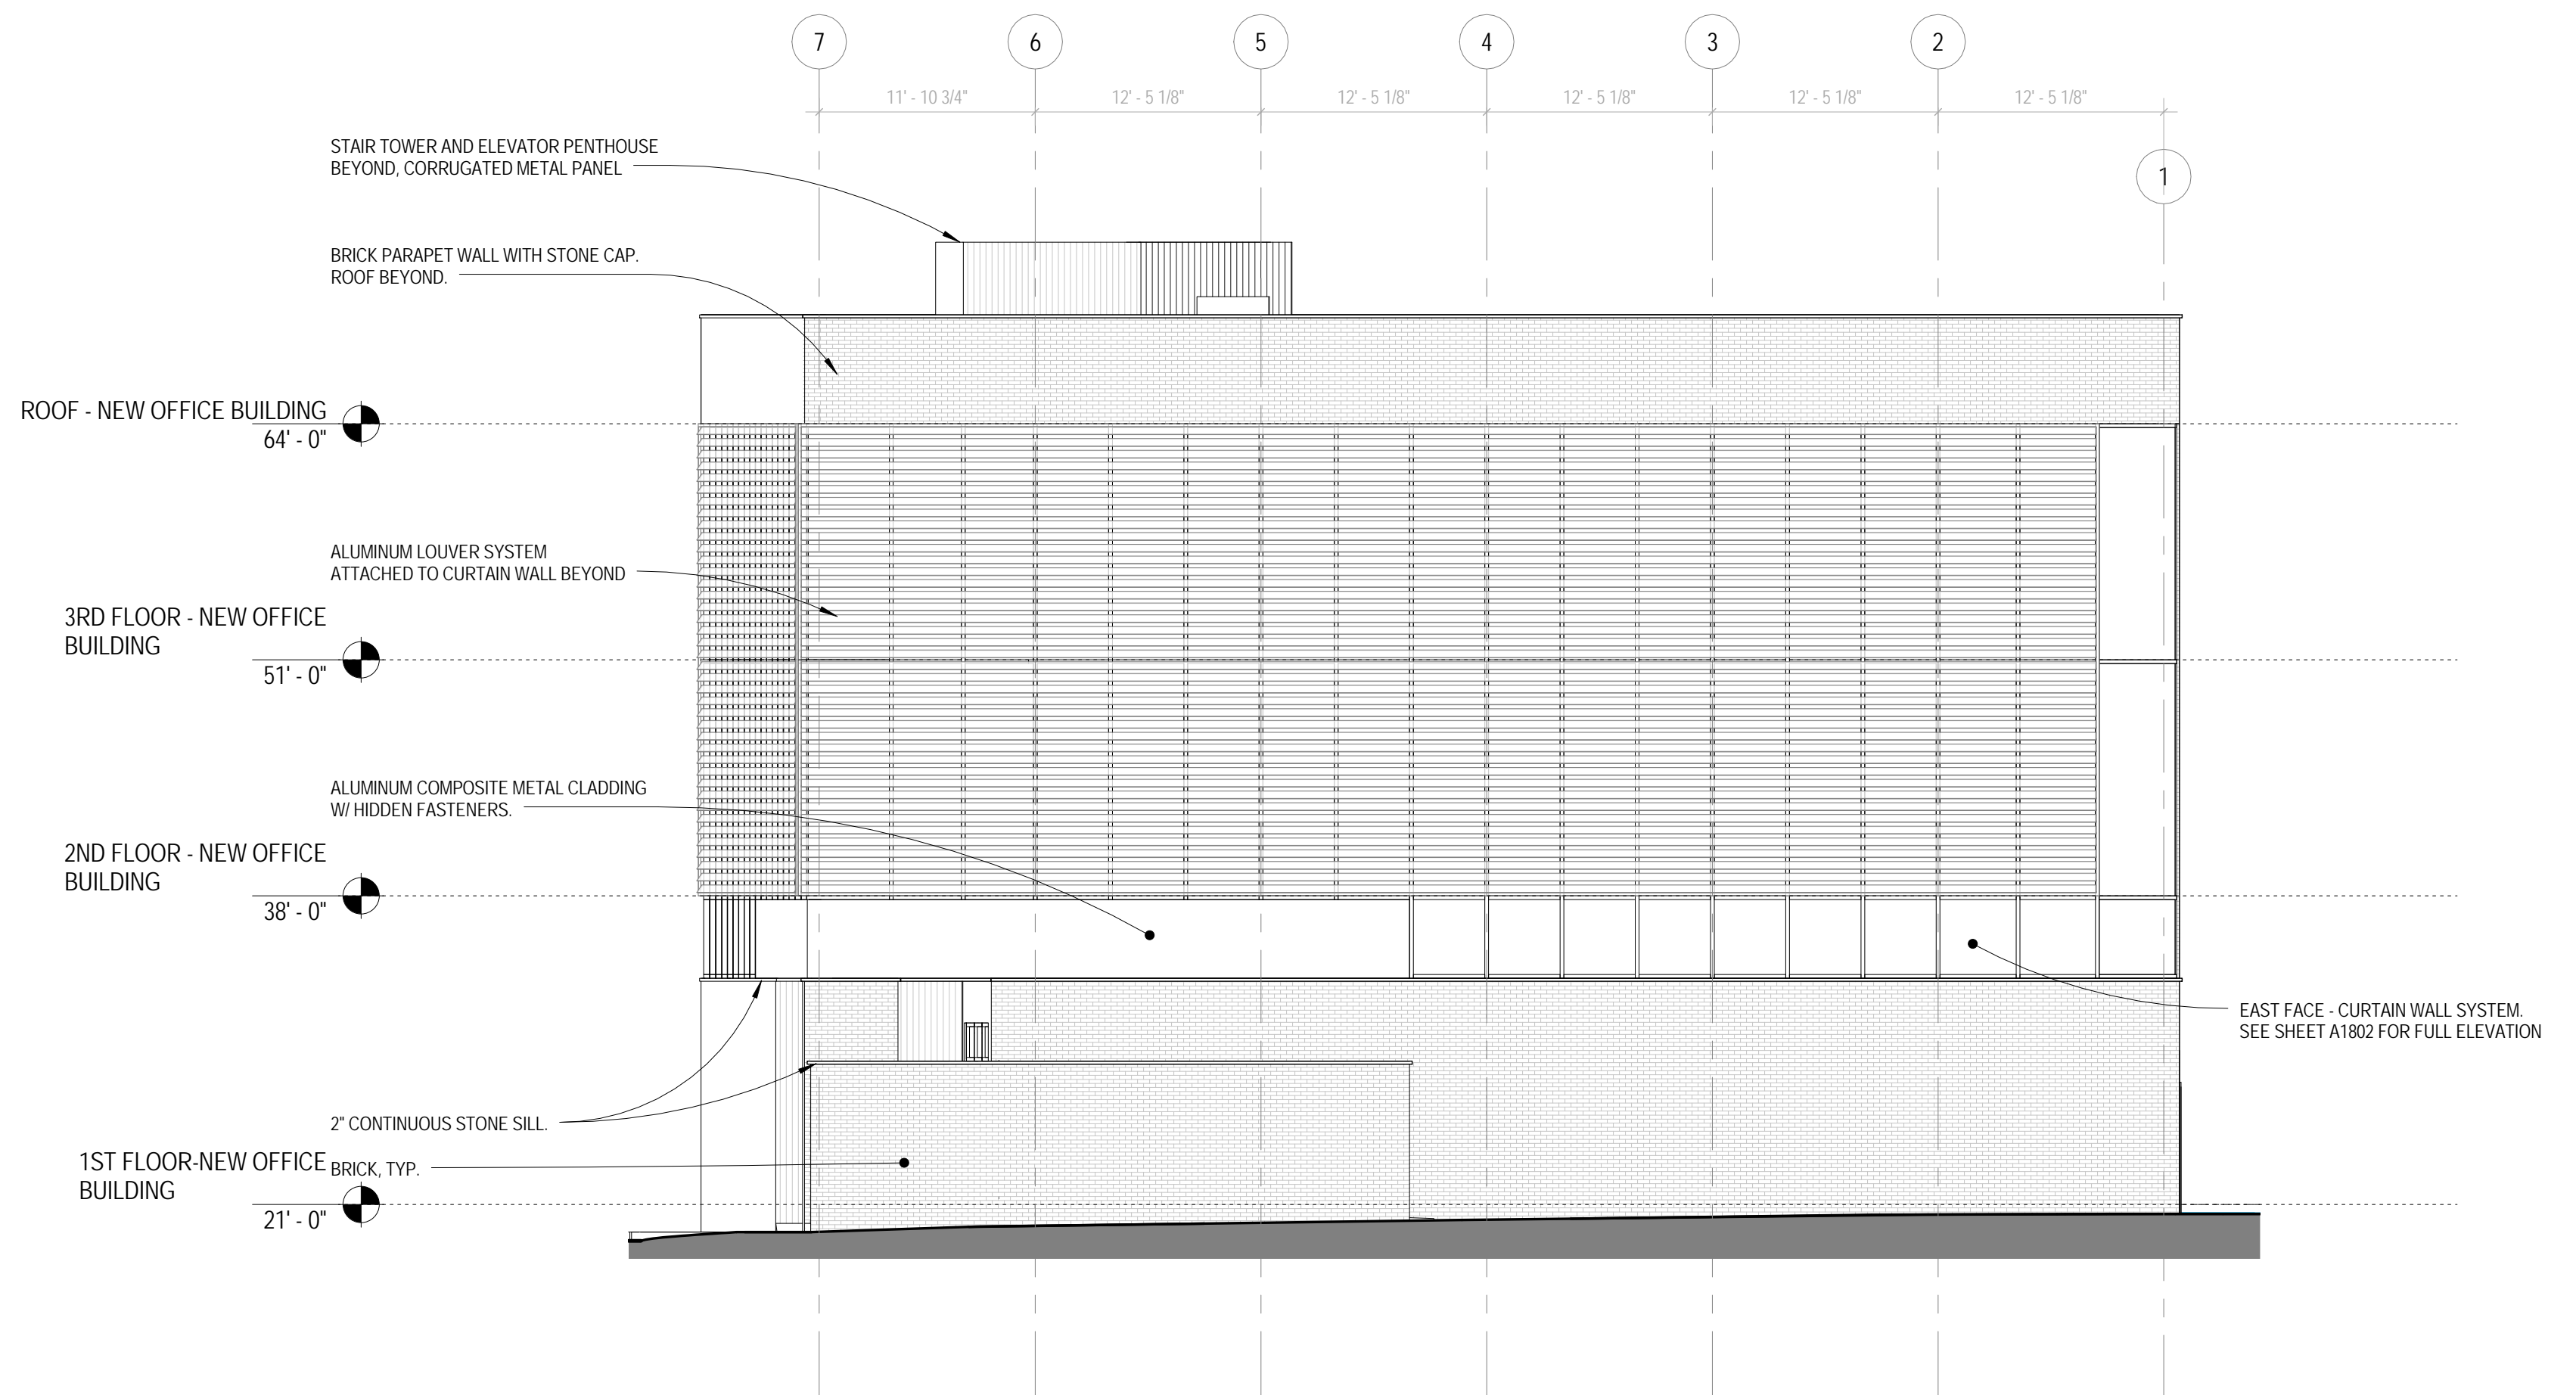 7
6
5
4
3
2
11' - 10 3/4"
12' - 5 1/8"
12' - 5 1/8"
12' - 5 1/8"
12' - 5 1/8"
12' - 5 1/8"
1
STAIR TOWER AND ELEVATOR PENTHOUSE
BEYOND, CORRUGATED METAL PANEL
BRICK PARAPET WALL WITH STONE CAP.
ROOF BEYOND.
ROOF - NEW OFFICE BUILDING
64' - 0"
ALUMINUM LOUVER SYSTEM
ATTACHED TO CURTAIN WALL BEYOND
3RD FLOOR - NEW OFFICE
BUILDING
51' - 0"
ALUMINUM COMPOSITE METAL CLADDING
W/ HIDDEN FASTENERS.
2ND FLOOR - NEW OFFICE
BUILDING
38' - 0"
EAST FACE - CURTAIN WALL SYSTEM.
SEE SHEET A1802 FOR FULL ELEVATION
2" CONTINUOUS STONE SILL.
1ST FLOOR-NEW OFFICE
BUILDING
BRICK, TYP.
21' - 0"